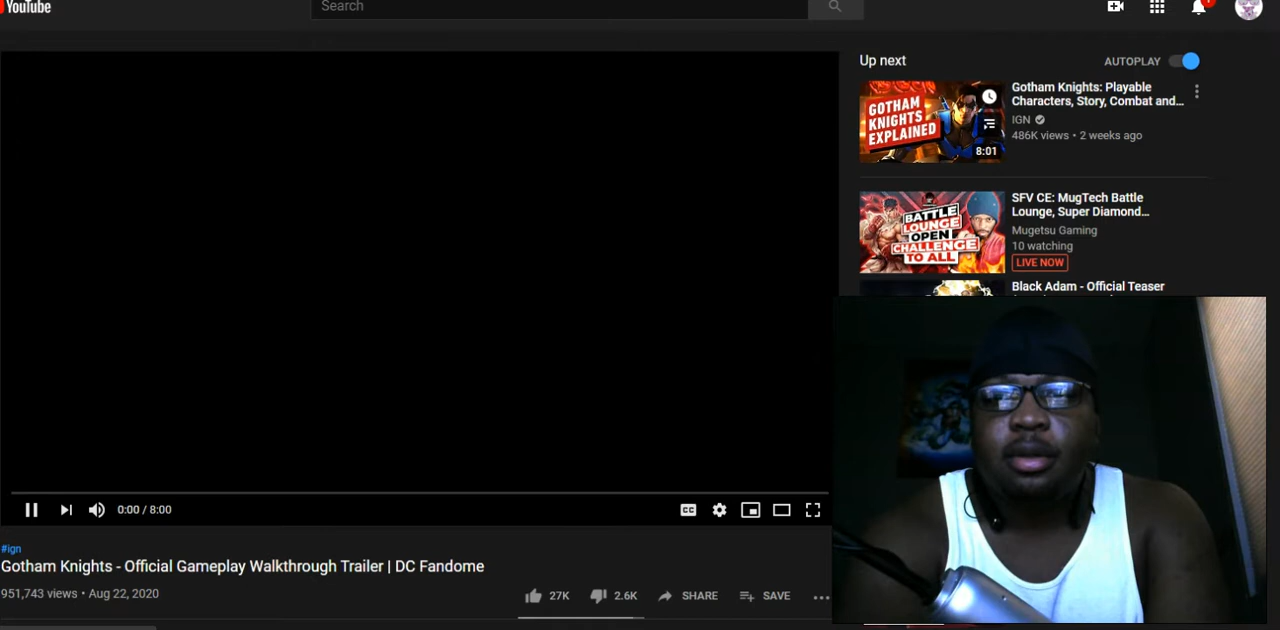 YouTube
Search
Up next
AUTOPLAY
GOTHAM
KNIGHTS
EXPLAINED
8:01
Gotham Knights: Playable
Characters, Story, Combat and...
IGN
486K views • 2 weeks ago
BATTLE
LOUNGE
OPEN
CHALLENGE
TO ALL
SFV CE: MugTech Battle
Lounge, Super Diamond...
Mugetsu Gaming
10 watching
LIVE NOW
Black Adam - Official Teaser
0:00 / 8:00
CC
#ign
Gotham Knights - Official Gameplay Walkthrough Trailer | DC Fandome
951,743 views • Aug 22, 2020
27K
2.6K
SHARE
SAVE